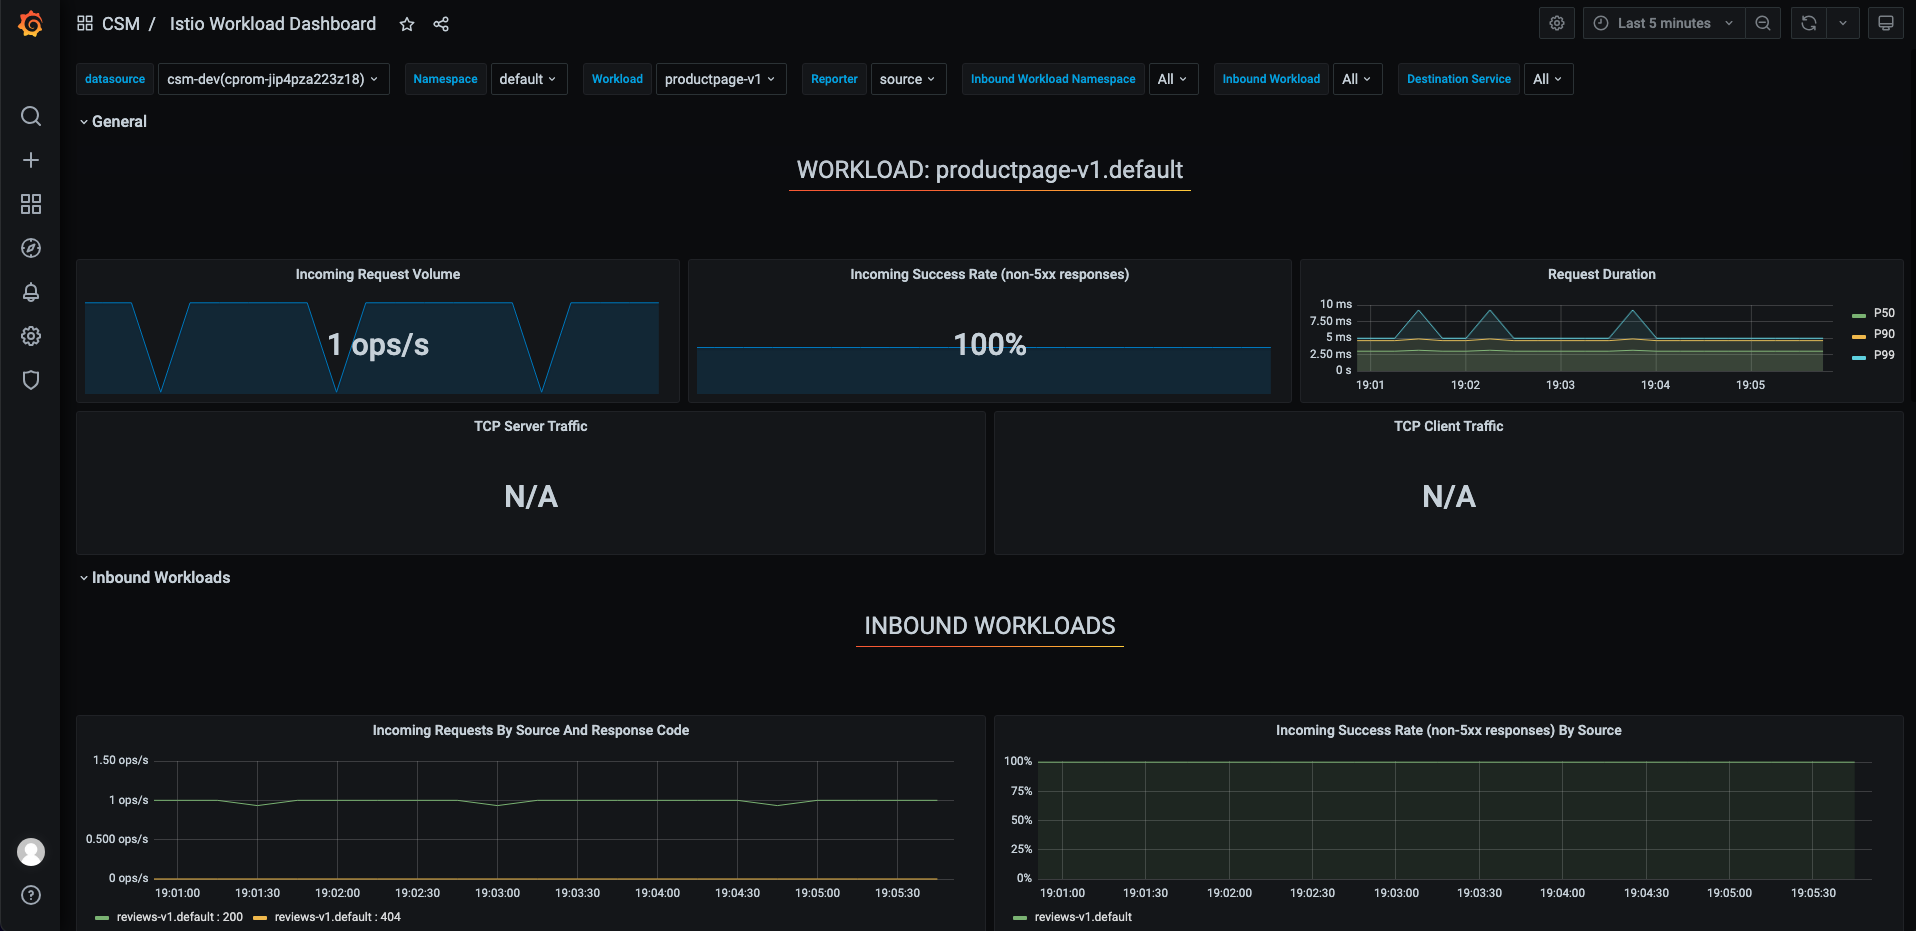 CSM / Istio Workload Dashboard
Last 5 minutes
datasource csm-dev(cprom-jip4pza223z18) Namespace default Workload productpage-v1 Reporter source Inbound Workload Namespace All Inbound Workload All Destination Service All
General
WORKLOAD: productpage-v1.default
Incoming Request Volume
1 ops/s
Incoming Success Rate (non-5xx responses)
100%
Request Duration
10 ms
7.50 ms
5 ms
2.50 ms
0 s
19:01 19:02 19:03 19:04 19:05
P50
P90
P99
TCP Server Traffic
N/A
TCP Client Traffic
N/A
Inbound Workloads
INBOUND WORKLOADS
Incoming Requests By Source And Response Code
1.50 ops/s
1 ops/s
0.500 ops/s
0 ops/s
19:01:00 19:01:30 19:02:00 19:02:30 19:03:00 19:03:30 19:04:00 19:04:30 19:05:00 19:05:30
reviews-v1.default : 200 reviews-v1.default : 404
Incoming Success Rate (non-5xx responses) By Source
100%
75%
50%
25%
0%
19:01:00 19:01:30 19:02:00 19:02:30 19:03:00 19:03:30 19:04:00 19:04:30 19:05:00 19:05:30
reviews-v1.default